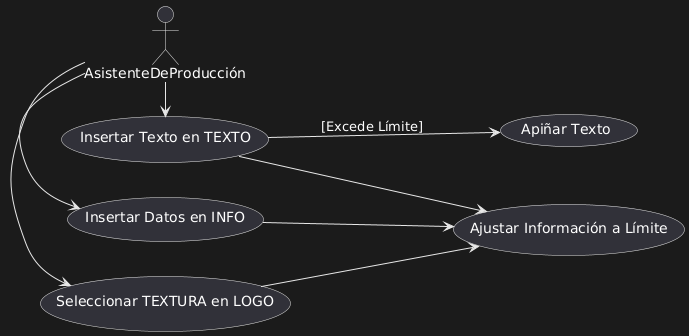 AsistenteDeProducción
Insertar Texto en TEXTO
[Excede Límite]
Apiñar Texto
Insertar Datos en INFO
Ajustar Información a Límite
Seleccionar TEXTURA en LOGO